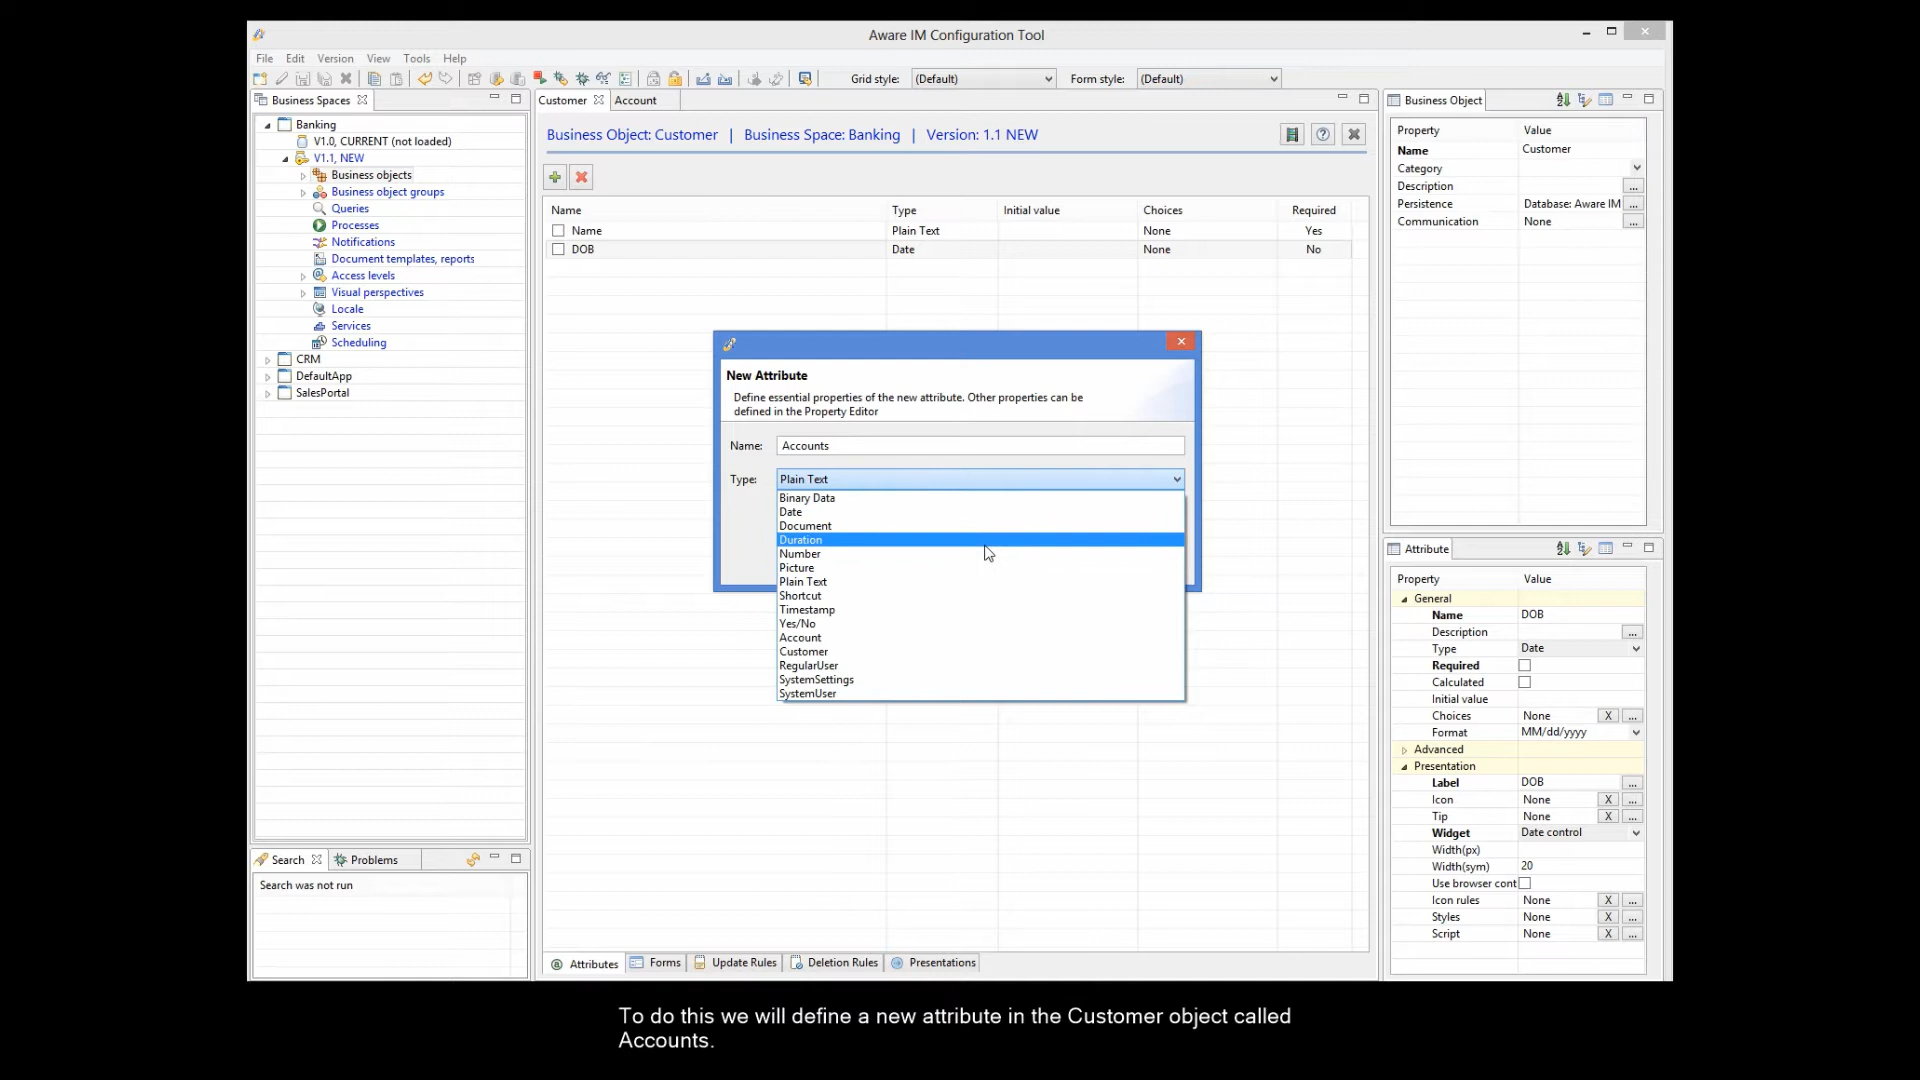 Aware IM Configuration Tool
File Edit Version View Tools Help
Grid style: (Default) Form style: (Default)
Business Spaces
Banking
V1.0, CURRENT (not loaded)
V1.1, NEW
Business objects
Business object groups
Queries
Processes
Notifications
Document templates, reports
Access levels
Visual perspectives
Locale
Services
Scheduling
CRM
DefaultApp
SalesPortal
Search Problems
Search was not run
Customer Account
Business Object: Customer | Business Space: Banking | Version: 1.1 NEW
Name Type Initial value Choices Required
Name Plain Text None Yes
DOB Date None No
New Attribute
Define essential properties of the new attribute. Other properties can be
defined in the Property Editor
Name: Accounts
Type: Plain Text
Binary Data
Date
Document
Duration
Number
Picture
Plain Text
Shortcut
Timestamp
Yes/No
Account
Customer
RegularUser
SystemSettings
SystemUser
Attributes Forms Update Rules Deletion Rules Presentations
Business Object
Property Value
Name Customer
Category
Description ...
Persistence Database: Aware IM ...
Communication None ...
Attribute
Property Value
General
Name DOB
Description ...
Type Date
Required
Calculated
Initial value
Choices None X ...
Format MM/dd/yyyy
Advanced
Presentation
Label DOB ...
Icon None X ...
Tip None X ...
Widget Date control
Width(px)
Width(sym) 20
Use browser cont
Icon rules None X ...
Styles None X ...
Script None X ...
To do this we will define a new attribute in the Customer object called
Accounts.